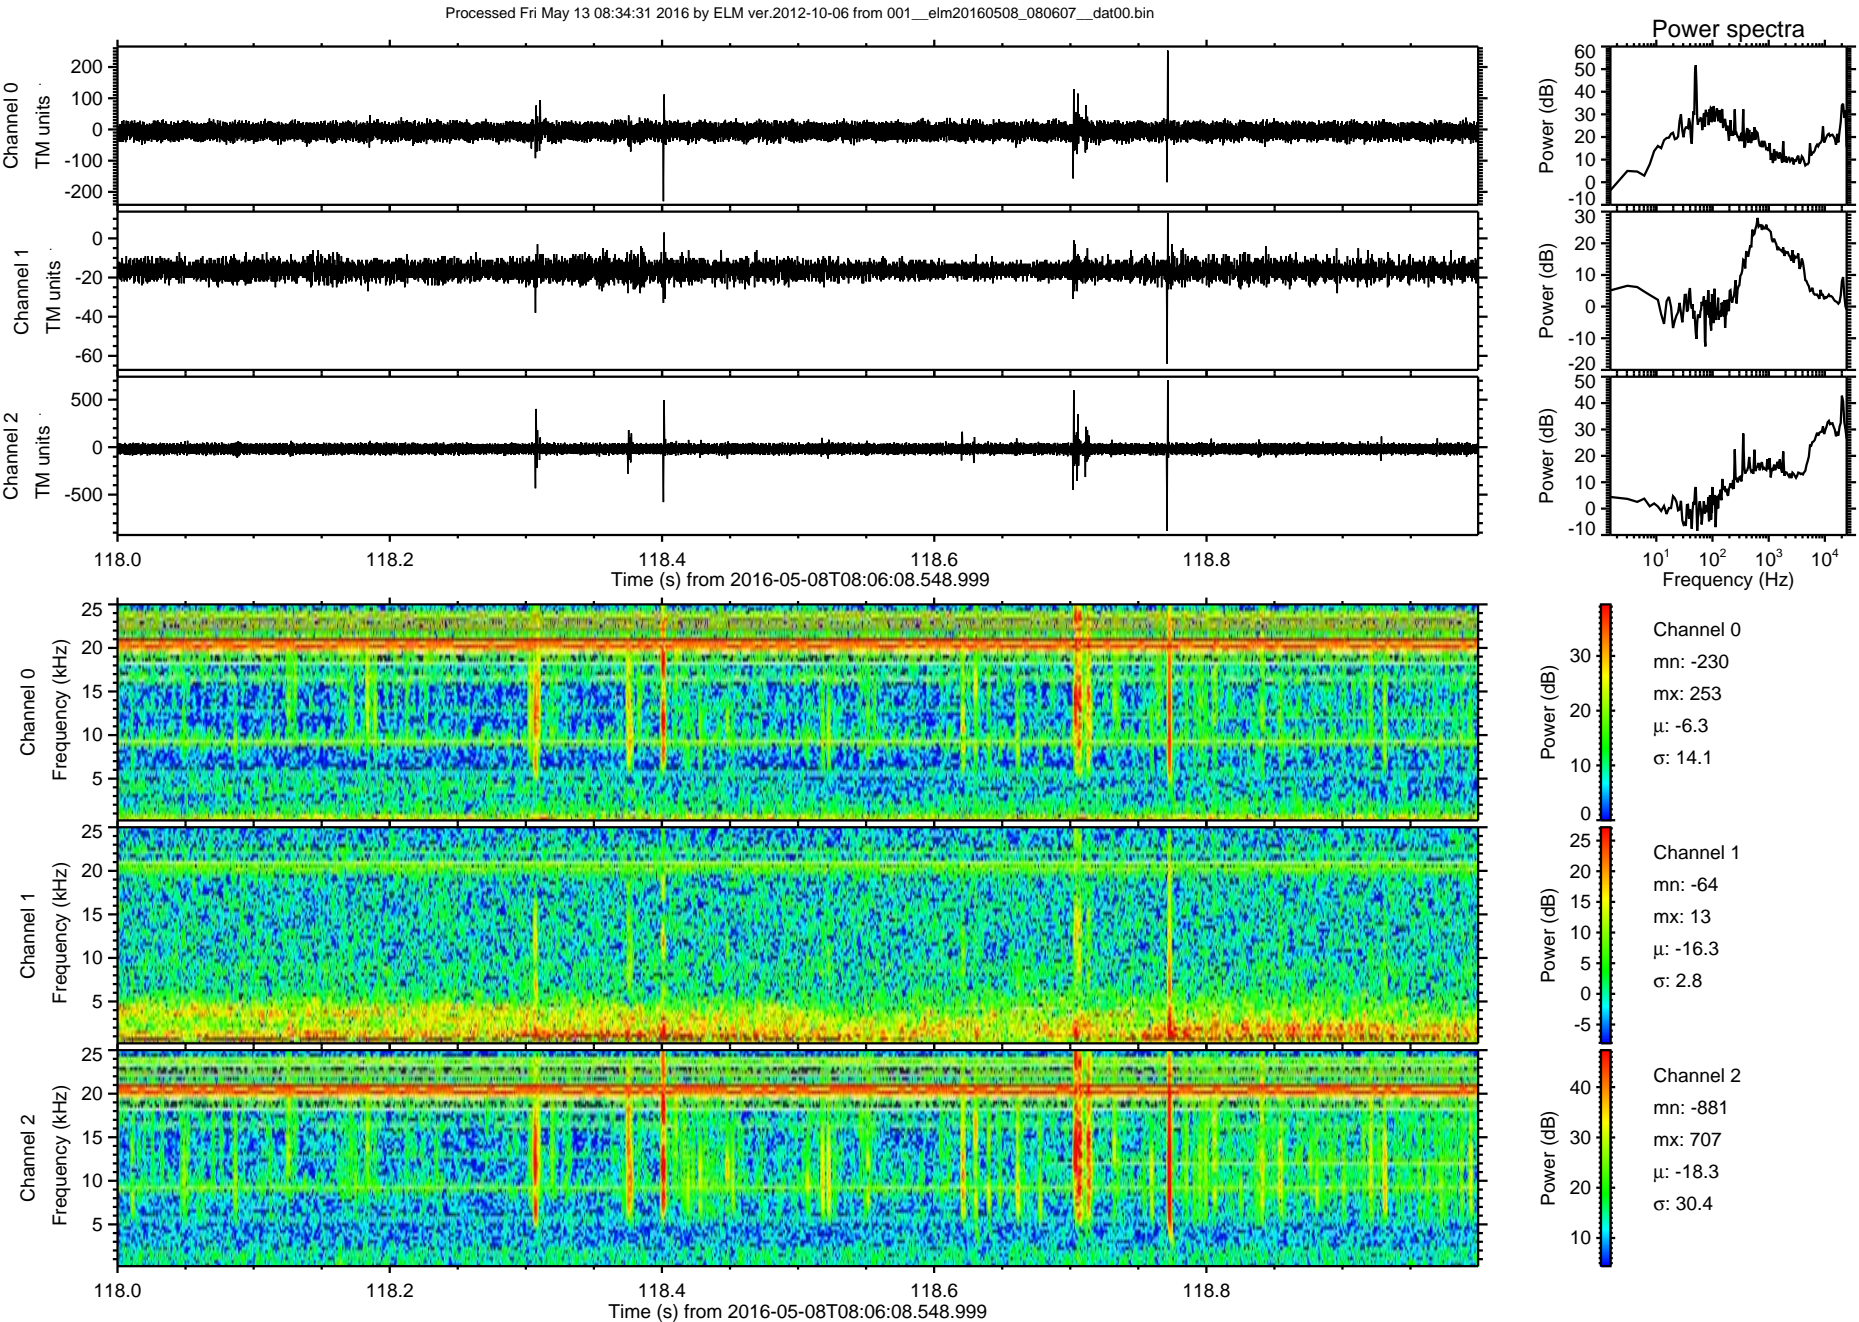 Processed Fri May 13 08:34:31 2016 by ELM ver.2012-10-06 from 001__elm20160508_080607__dat00.bin
Power spectra
Channel 0
TM units
200
100
0
-100
-200
Power (dB)
60
50
40
30
20
10
0
-10
Channel 1
TM units
0
-20
-40
-60
Power (dB)
30
20
10
0
-10
-20
Channel 2
TM units
500
0
-500
Power (dB)
50
40
30
20
10
0
-10
118.0 118.2 118.4 118.6 118.8
Time (s) from 2016-05-08T08:06:08.548.999
10¹ 10² 10³ 10⁴
Frequency (Hz)
Channel 0
Frequency (kHz)
25
20
15
10
5
Power (dB)
30
20
10
0
Channel 0
mn: -230
mx: 253
μ: -6.3
σ: 14.1
Channel 1
Frequency (kHz)
25
20
15
10
5
Power (dB)
25
20
15
10
5
0
-5
Channel 1
mn: -64
mx: 13
μ: -16.3
σ: 2.8
Channel 2
Frequency (kHz)
25
20
15
10
5
Power (dB)
40
30
20
10
Channel 2
mn: -881
mx: 707
μ: -18.3
σ: 30.4
118.0 118.2 118.4 118.6 118.8
Time (s) from 2016-05-08T08:06:08.548.999